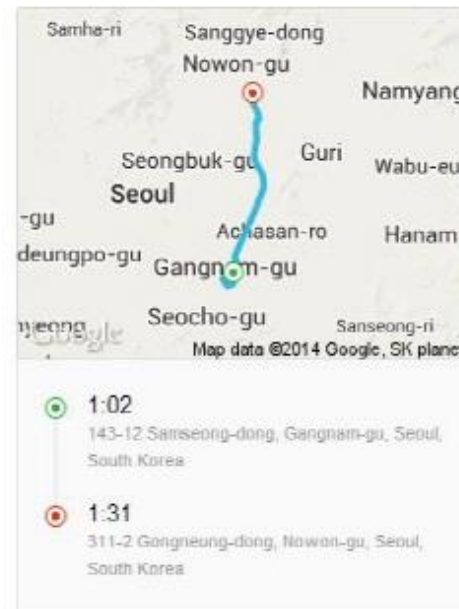 Samha-ri
Sanggye-dong
Nowon-gu
Namyang
Seongbuk-gu
Guri
Wabu-eu
Seoul
-gu
Achasan-ro
Hanam
deungpo-gu
Gangnam-gu
Seocho-gu
nyeong
Sanseong-ri
Google
Map data ©2014 Google, SK plane
1:02
143-12 Samseong-dong, Gangnam-gu, Seoul,
South Korea
1:31
311-2 Gongneung-dong, Nowon-gu, Seoul,
South Korea